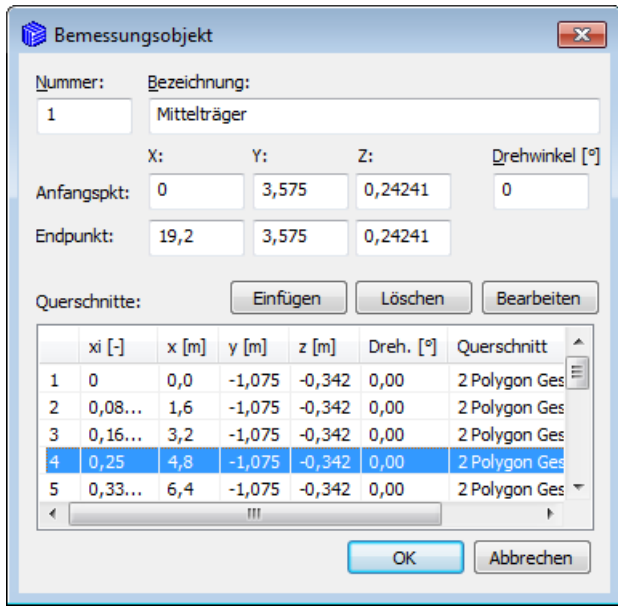 Bemessungsobjekt
Nummer: Bezeichnung:
1 Mittelträger
X: Y: Z: Drehwinkel [°]
Anfangspkt: 0 3,575 0,24241 0
Endpunkt: 19,2 3,575 0,24241
Querschnitte: Einfügen Löschen Bearbeiten
xi [-] x [m] y [m] z [m] Dreh. [°] Querschnitt
1 0 0,0 -1,075 -0,342 0,00 2 Polygon Ges
2 0,08... 1,6 -1,075 -0,342 0,00 2 Polygon Ges
3 0,16... 3,2 -1,075 -0,342 0,00 2 Polygon Ges
4 0,25 4,8 -1,075 -0,342 0,00 2 Polygon Ges
5 0,33... 6,4 -1,075 -0,342 0,00 2 Polygon Ges
OK Abbrechen